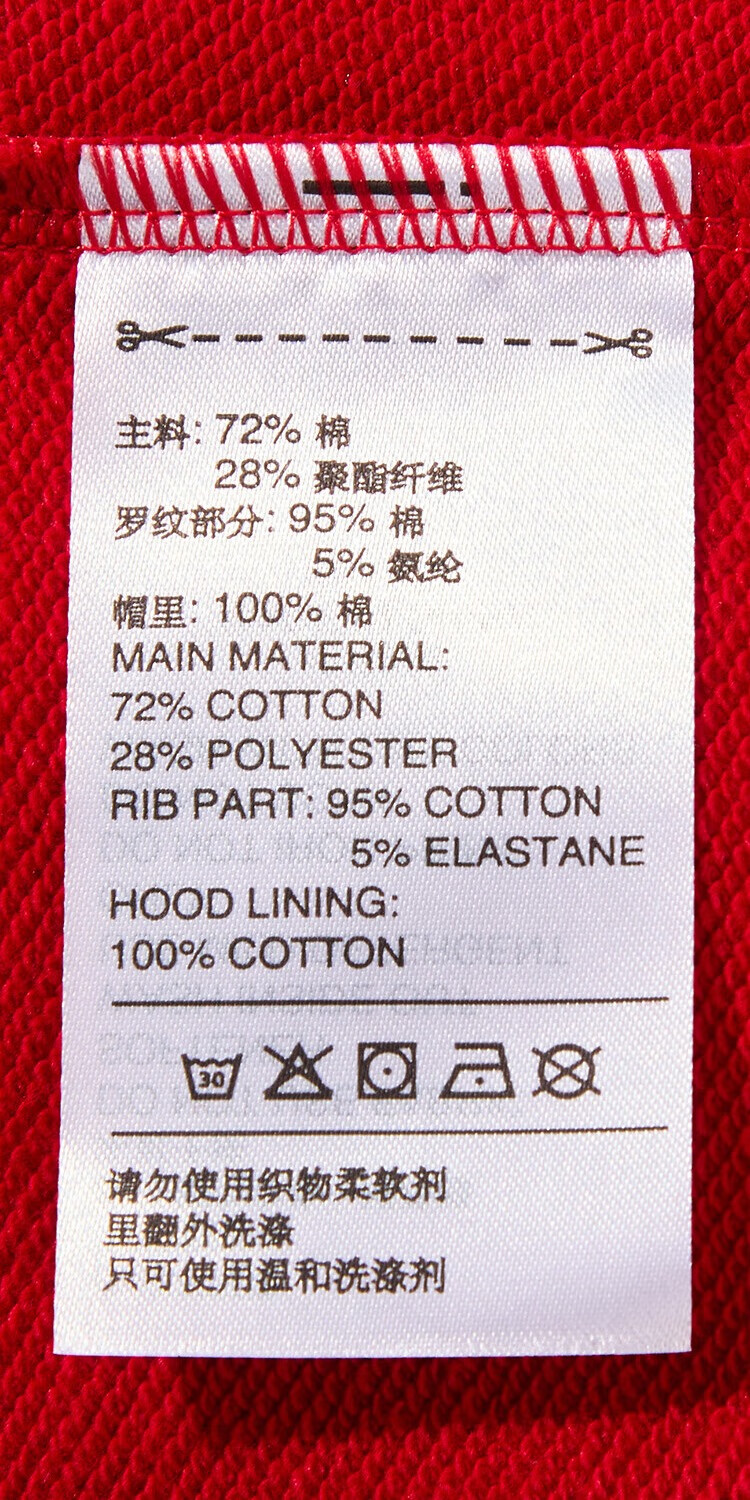 主料: 72% 棉
28% 聚酯纤维
罗纹部分: 95% 棉
5% 氨纶
帽里: 100% 棉
MAIN MATERIAL:
72% COTTON
28% POLYESTER
RIB PART: 95% COTTON
5% ELASTANE
HOOD LINING:
100% COTTON
30
请勿使用织物柔软剂
里翻外洗涤
只可使用温和洗涤剂